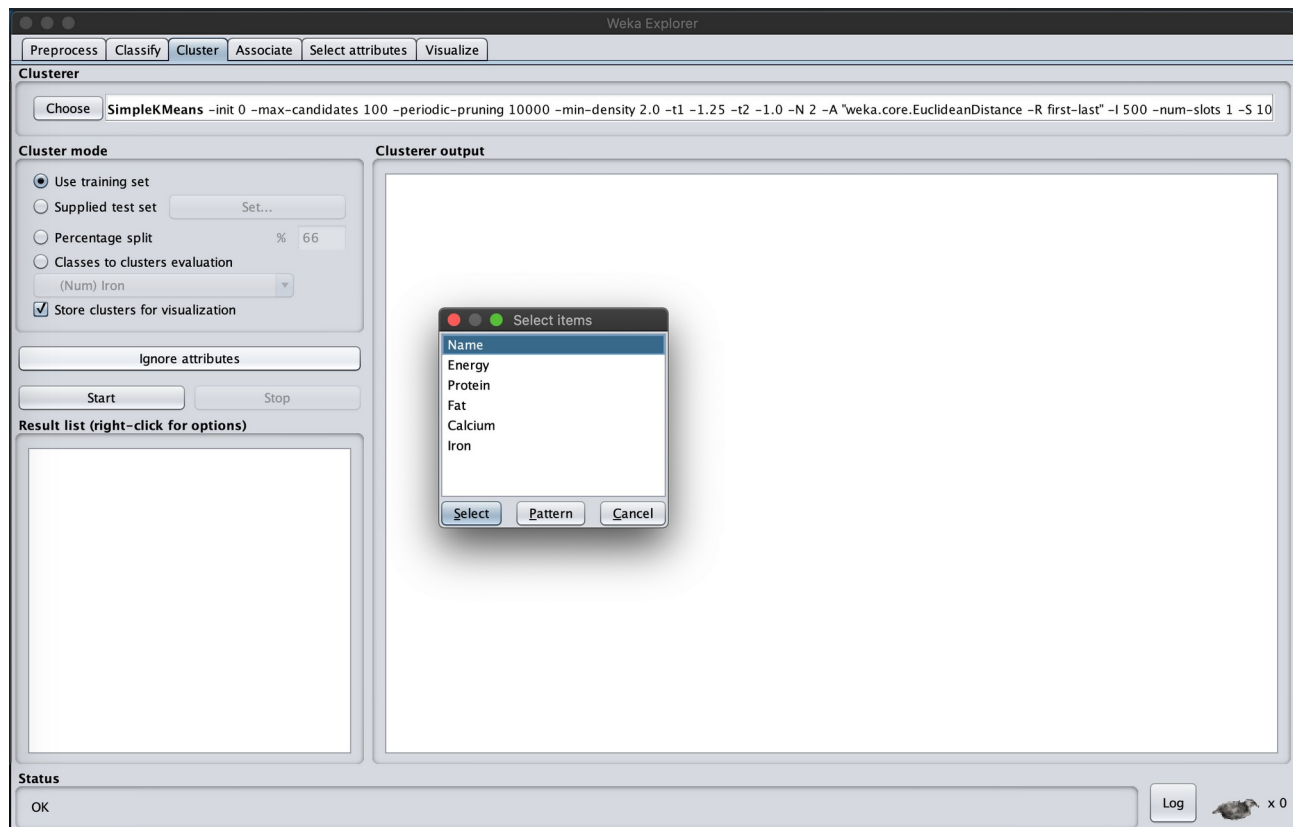 Weka Explorer
Preprocess Classify Cluster Associate Select attributes Visualize
Clusterer
Choose SimpleKMeans -init 0 -max-candidates 100 -periodic-pruning 10000 -min-density 2.0 -t1 -1.25 -t2 -1.0 -N 2 -A "weka.core.EuclideanDistance -R first-last" -I 500 -num-slots 1 -S 10
Cluster mode
Use training set
Supplied test set Set...
Percentage split % 66
Classes to clusters evaluation
(Num) Iron
Store clusters for visualization
Ignore attributes
Start Stop
Result list (right-click for options)
Clusterer output
Select items
Name
Energy
Protein
Fat
Calcium
Iron
Select Pattern Cancel
Status
OK
Log x 0